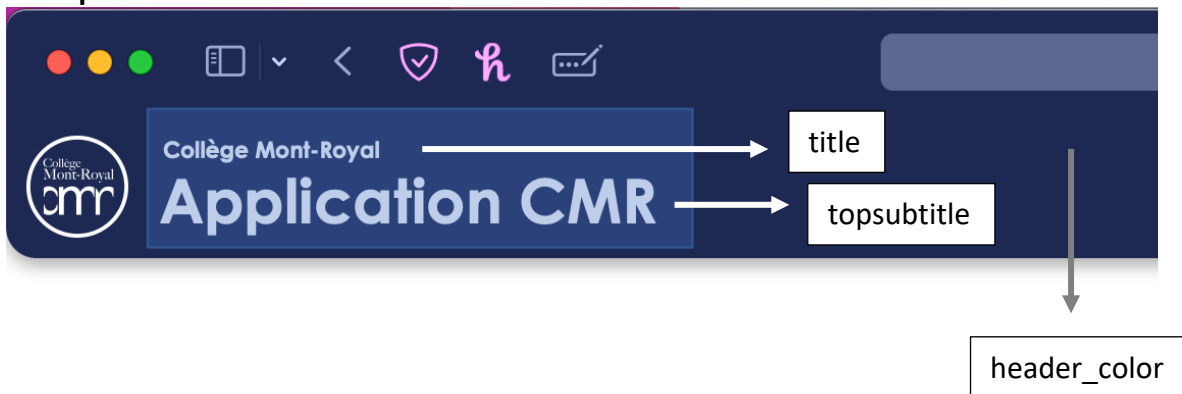 Collège
Mont-Royal
cmr
Collège Mont-Royal
title
Application CMR
topsubtitle
header_color